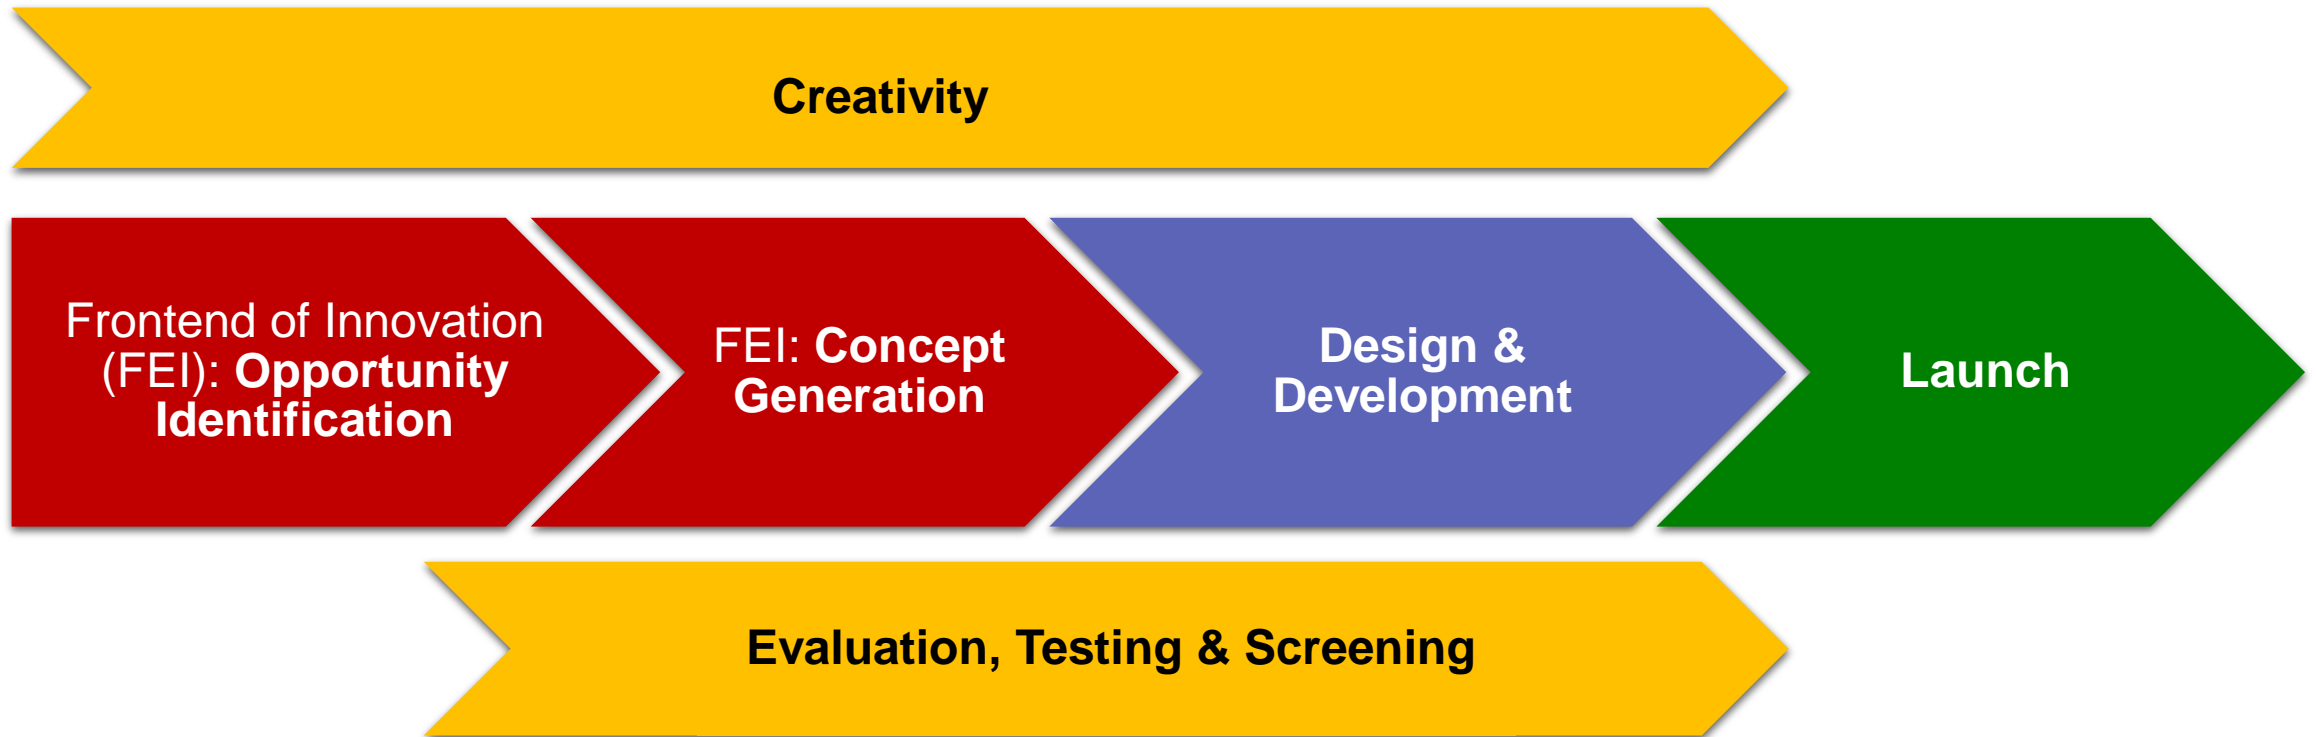 Creativity
Frontend of Innovation
(FEI): Opportunity
Identification
FEI: Concept
Generation
Design &
Development
Launch
Evaluation, Testing & Screening